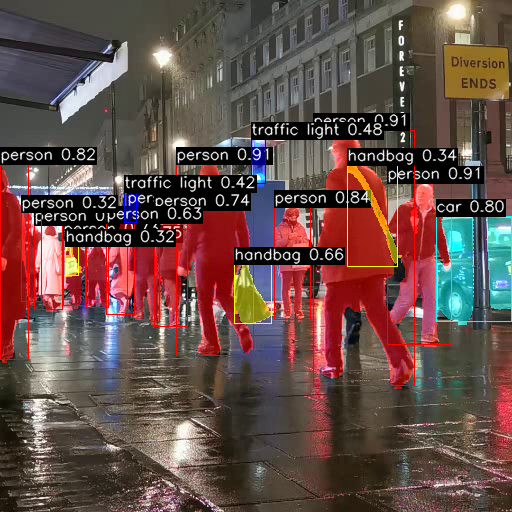 FOREVE
2
Diversion
ENDS
person 0.91
traffic light 0.48
person 0.82
person 0.91
handbag 0.34
person 0.91
traffic light 0.42
person 0.74
person 0.84
person 0.32
person 0.63
car 0.80
handbag 0.32
handbag 0.66